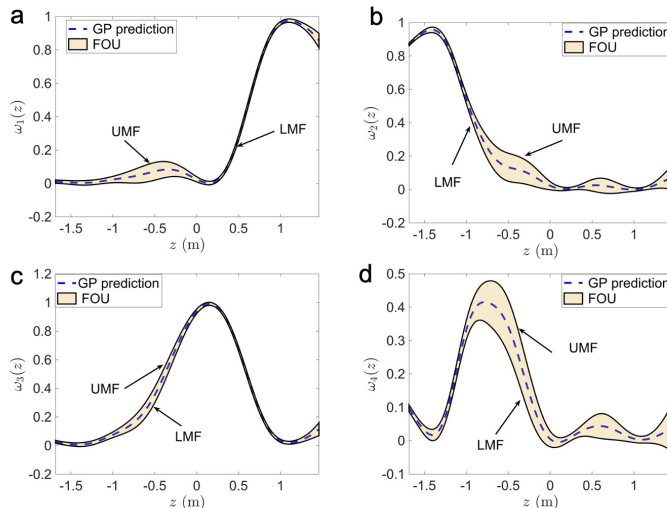 a
GP prediction
FOU
UMF
LMF
ω₁(z)
1
0.8
0.6
0.4
0.2
0
-0.2
-1.5
-1
-0.5
0
0.5
1
z (m)
b
GP prediction
FOU
UMF
LMF
ω₂(z)
1
0.8
0.6
0.4
0.2
0
-0.2
-1.5
-1
-0.5
0
0.5
1
z (m)
c
GP prediction
FOU
UMF
LMF
ω₃(z)
1.2
1
0.8
0.6
0.4
0.2
0
-0.2
-1.5
-1
-0.5
0
0.5
1
z (m)
d
GP prediction
FOU
UMF
LMF
ω₄(z)
0.5
0.4
0.3
0.2
0.1
0
-0.1
-1.5
-1
-0.5
0
0.5
1
z (m)